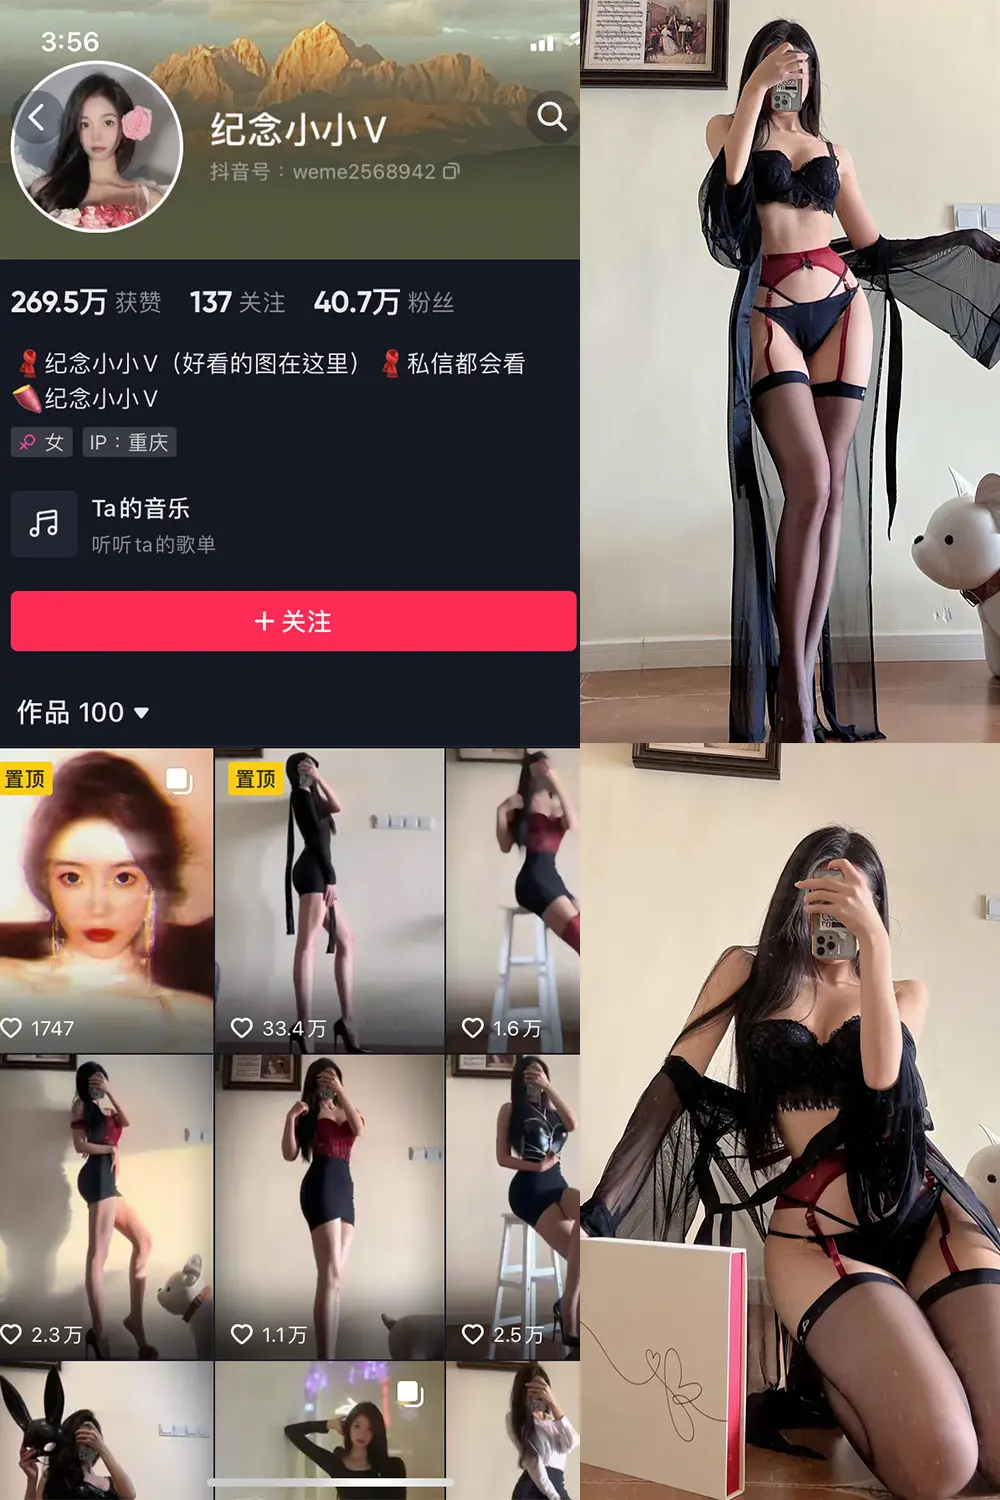 3:56
纪念小小V
抖音号：weme2568942
269.5万 获赞 137 关注 40.7万 粉丝
纪念小小V（好看的图在这里） 私信都会看
纪念小小V
女 IP：重庆
Ta的音乐
听听ta的歌单
+ 关注
作品 100
置顶 置顶
1747 33.4万 1.6万
2.3万 1.1万 2.5万